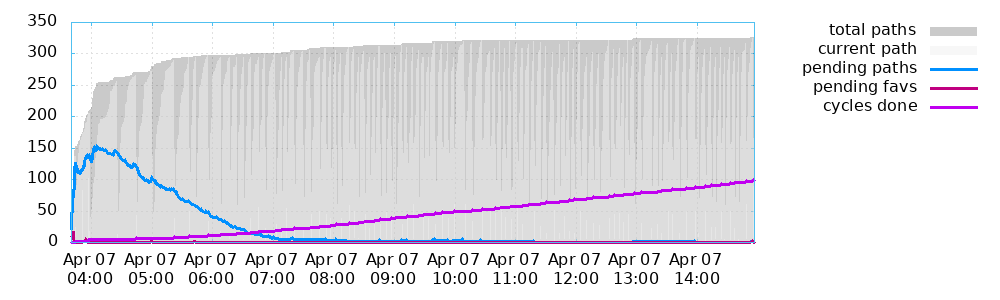 350
300
250
200
150
100
50
0
Apr 07 Apr 07 Apr 07 Apr 07 Apr 07 Apr 07 Apr 07 Apr 07 Apr 07 Apr 07 Apr 07
04:00 05:00 06:00 07:00 08:00 09:00 10:00 11:00 12:00 13:00 14:00
total paths
current path
pending paths
pending favs
cycles done